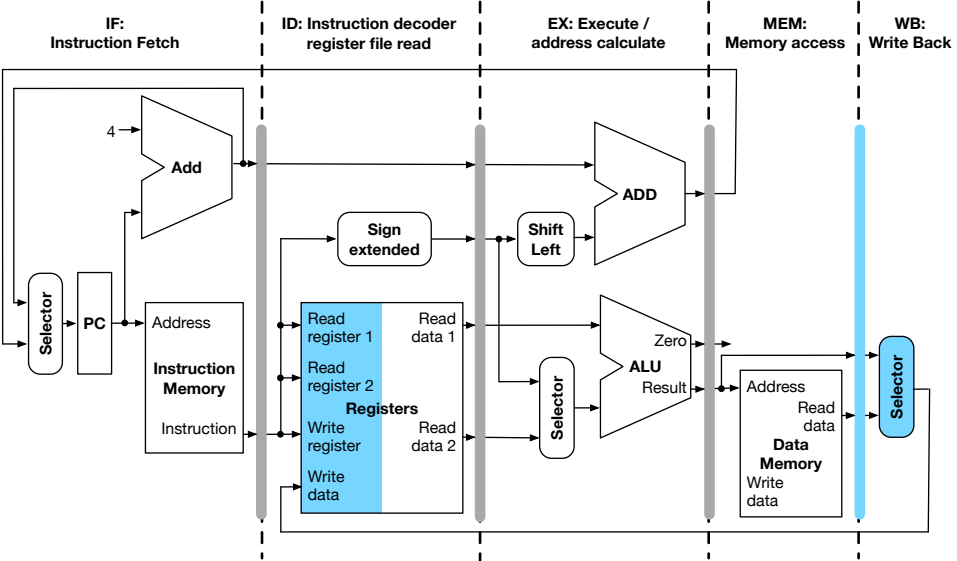 IF:
Instruction Fetch
ID: Instruction decoder
register file read
EX: Execute /
address calculate
MEM:
Memory access
WB:
Write Back
4
Add
ADD
Sign
extended
Shift
Left
Selector
PC
Address
Instruction
Memory
Instruction
Read
register 1
Read
data 1
Read
register 2
Registers
Write
register
Read
data 2
Write
data
Selector
Zero
ALU
Result
Address
Read
data
Data
Memory
Write
data
Selector